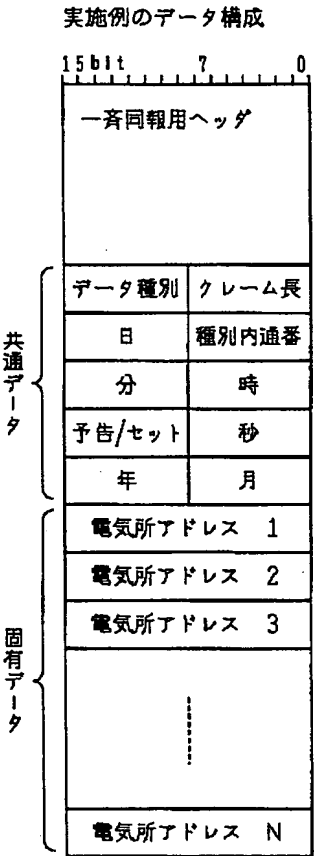 実施例のデータ構成
15bit 7 0
一斉同報用ヘッダ
共通データ
データ種別 クレーム長
日 種別内通番
分 時
予告/セット 秒
年 月
固有データ
電気所アドレス 1
電気所アドレス 2
電気所アドレス 3
電気所アドレス N